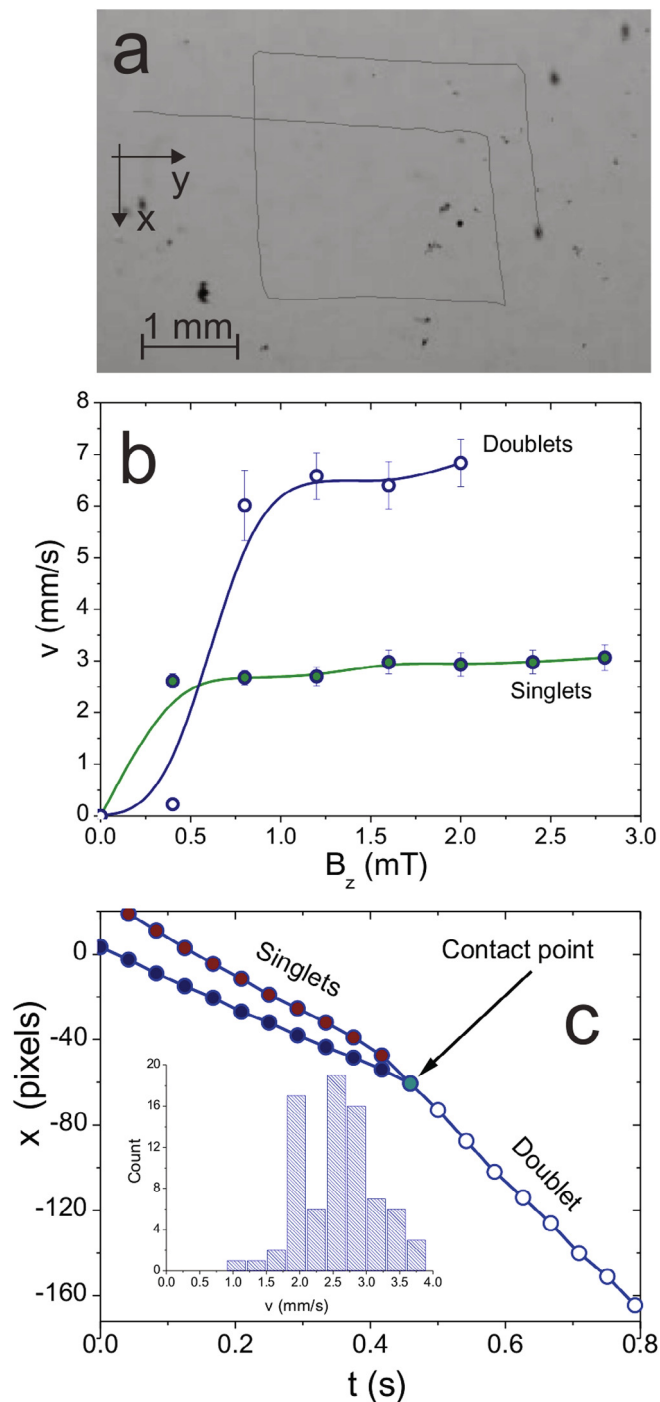 a
y
x
1 mm
b
8
7
6
5
4
3
2
1
0
v (mm/s)
Doublets
Singlets
0.0 0.5 1.0 1.5 2.0 2.5 3.0
B_z (mT)
c
0
-40
-80
-120
-160
x (pixels)
Singlets
Contact point
Doublet
20
16
12
8
4
0
Count
0.0 0.5 1.0 1.5 2.0 2.5 3.0 3.5 4.0
v (mm/s)
0.0 0.2 0.4 0.6 0.8
t (s)